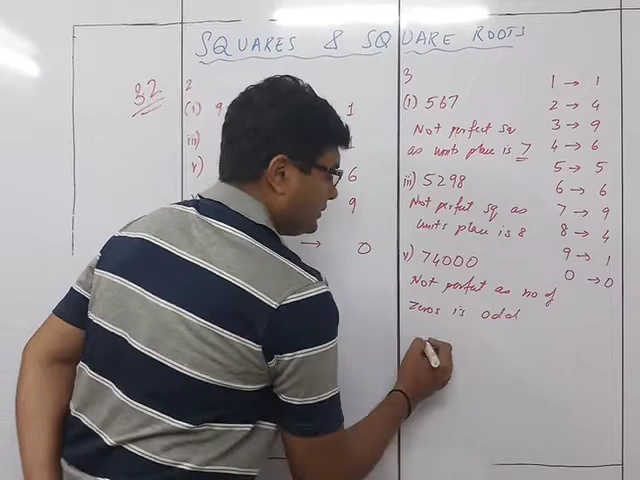 SQUARES & SQUARE ROOTS
32
2
(i) 9
1
iii)
v)
6
9
→ 0
3
(i) 567
Not perfect sq
as units place is 7
iii) 5298
Not perfect sq as
units place is 8
v) 74000
Not perfect as no of
Zeros is odd
1 → 1
2 → 4
3 → 9
4 → 6
5 → 5
6 → 6
7 → 9
8 → 4
9 → 1
0 → 0